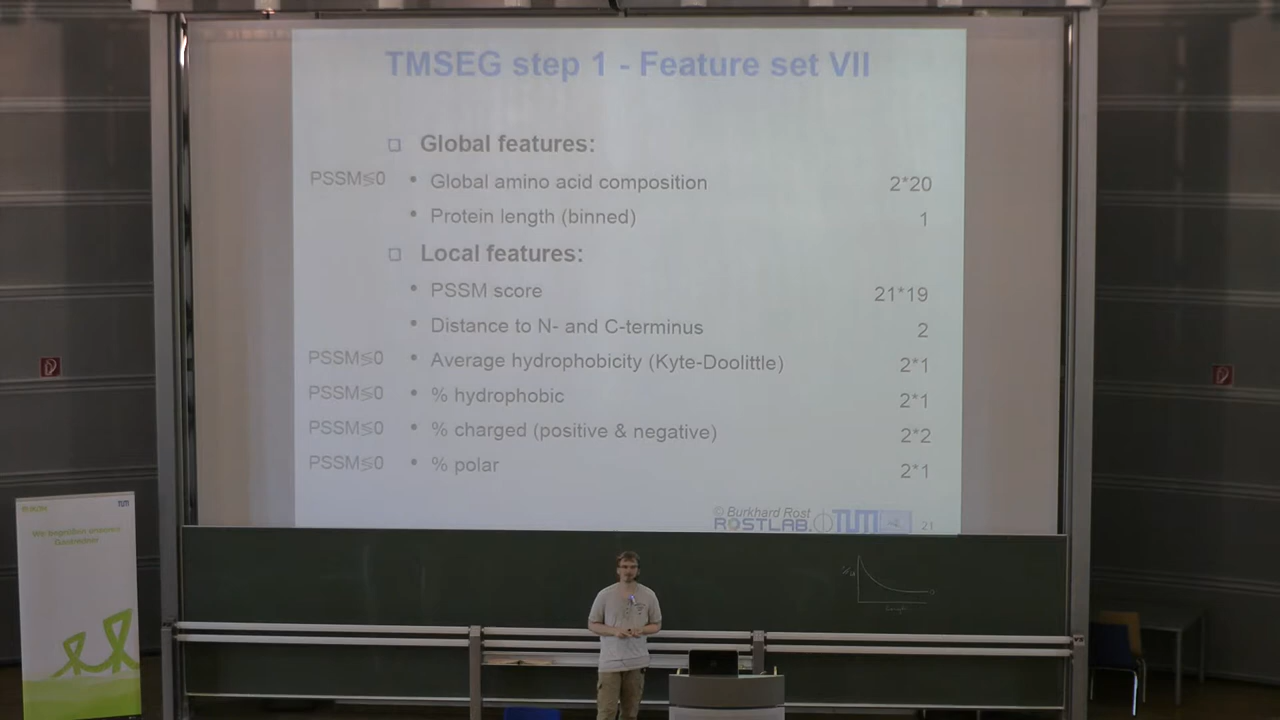 TMSEG step 1 - Feature set VII
Global features:
PSSM≶0 • Global amino acid composition 2*20
• Protein length (binned) 1
Local features:
• PSSM score 21*19
• Distance to N- and C-terminus 2
PSSM≶0 • Average hydrophobicity (Kyte-Doolittle) 2*1
PSSM≶0 • % hydrophobic 2*1
PSSM≶0 • % charged (positive & negative) 2*2
PSSM≶0 • % polar 2*1
© Burkhard Rost
ROSTLAB. TUM 21
TUM